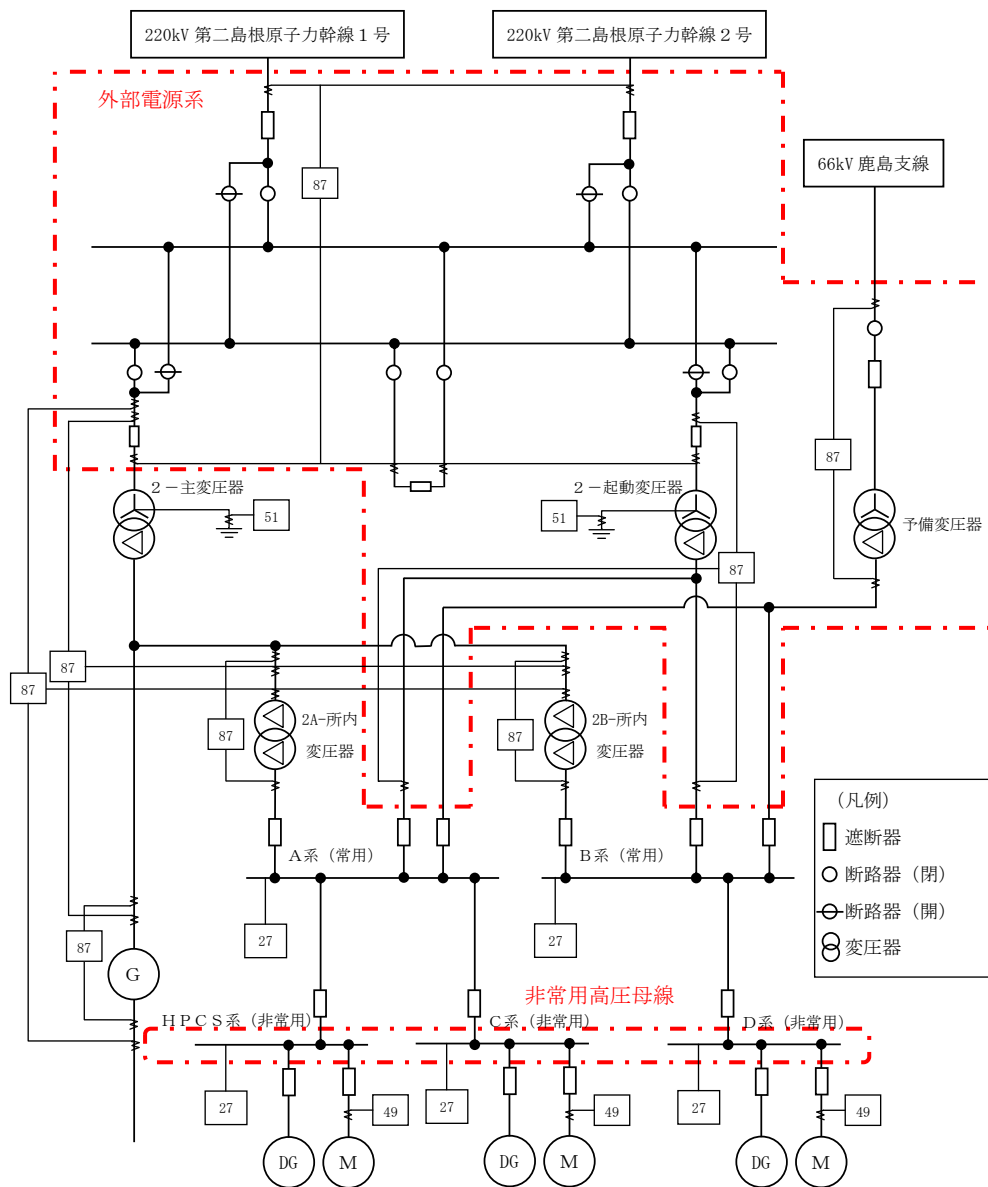 220kV 第二島根原子力幹線１号
220kV 第二島根原子力幹線２号
外部電源系
66kV 鹿島支線
87
87
2－主変圧器
51
2－起動変圧器
51
予備変圧器
87
87
87
2A-所内
変圧器
87
2B-所内
変圧器
87
(凡例)
遮断器
断路器（閉）
断路器（開）
変圧器
A系（常用）
B系（常用）
27
27
87
G
非常用高圧母線
HPCS系（非常用）
C系（非常用）
D系（非常用）
27
49
27
49
27
49
DG
M
DG
M
DG
M